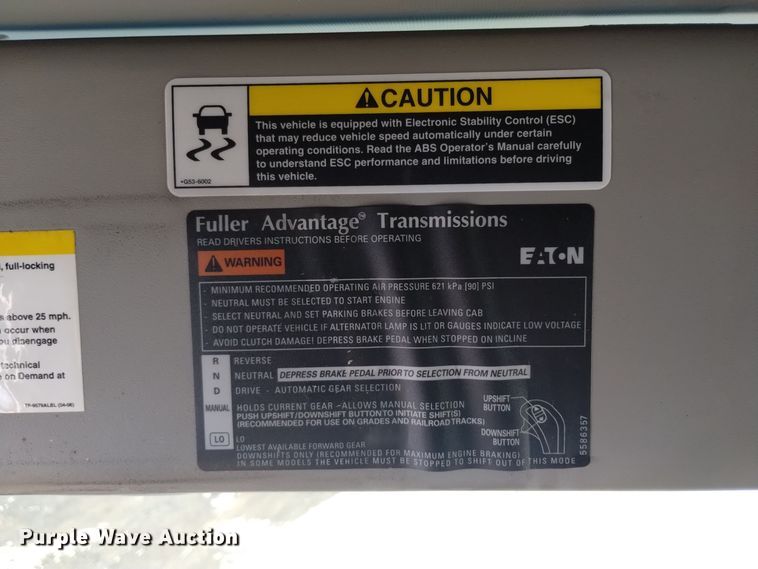 ⚠CAUTION
This vehicle is equipped with Electronic Stability Control (ESC)
that may reduce vehicle speed automatically under certain
operating conditions. Read the ABS Operator's Manual carefully
to understand ESC performance and limitations before driving
this vehicle.
•G53-6002
Fuller Advantage™ Transmissions
READ DRIVERS INSTRUCTIONS BEFORE OPERATING
⚠ WARNING
EATON
- MINIMUM RECOMMENDED OPERATING AIR PRESSURE 621 kPa [90] PSI
- NEUTRAL MUST BE SELECTED TO START ENGINE
- SELECT NEUTRAL AND SET PARKING BRAKES BEFORE LEAVING CAB
- DO NOT OPERATE VEHICLE IF ALTERNATOR LAMP IS LIT OR GAUGES INDICATE LOW VOLTAGE
- AVOID CLUTCH DAMAGE! DEPRESS BRAKE PEDAL WHEN STOPPED ON INCLINE
R REVERSE
N NEUTRAL DEPRESS BRAKE PEDAL PRIOR TO SELECTION FROM NEUTRAL
D DRIVE - AUTOMATIC GEAR SELECTION
MANUAL HOLDS CURRENT GEAR -ALLOWS MANUAL SELECTION
PUSH UPSHIFT/DOWNSHIFT BUTTON TO INITIATE SHIFT(S)
(RECOMMENDED FOR USE ON GRADES AND RAILROAD TRACKS)
LO LO
LOWEST AVAILABLE FORWARD GEAR
DOWNSHIFTS ONLY (RECOMMENDED FOR MAXIMUM ENGINE BRAKING)
IN SOME MODELS THE VEHICLE MUST BE STOPPED TO SHIFT OUT OF THIS MODE
UPSHIFT
BUTTON
DOWNSHIFT
BUTTON
5586357
, full-locking
s above 25 mph.
occur when
ou disengage
technical
e on Demand at
Purple Wave Auction